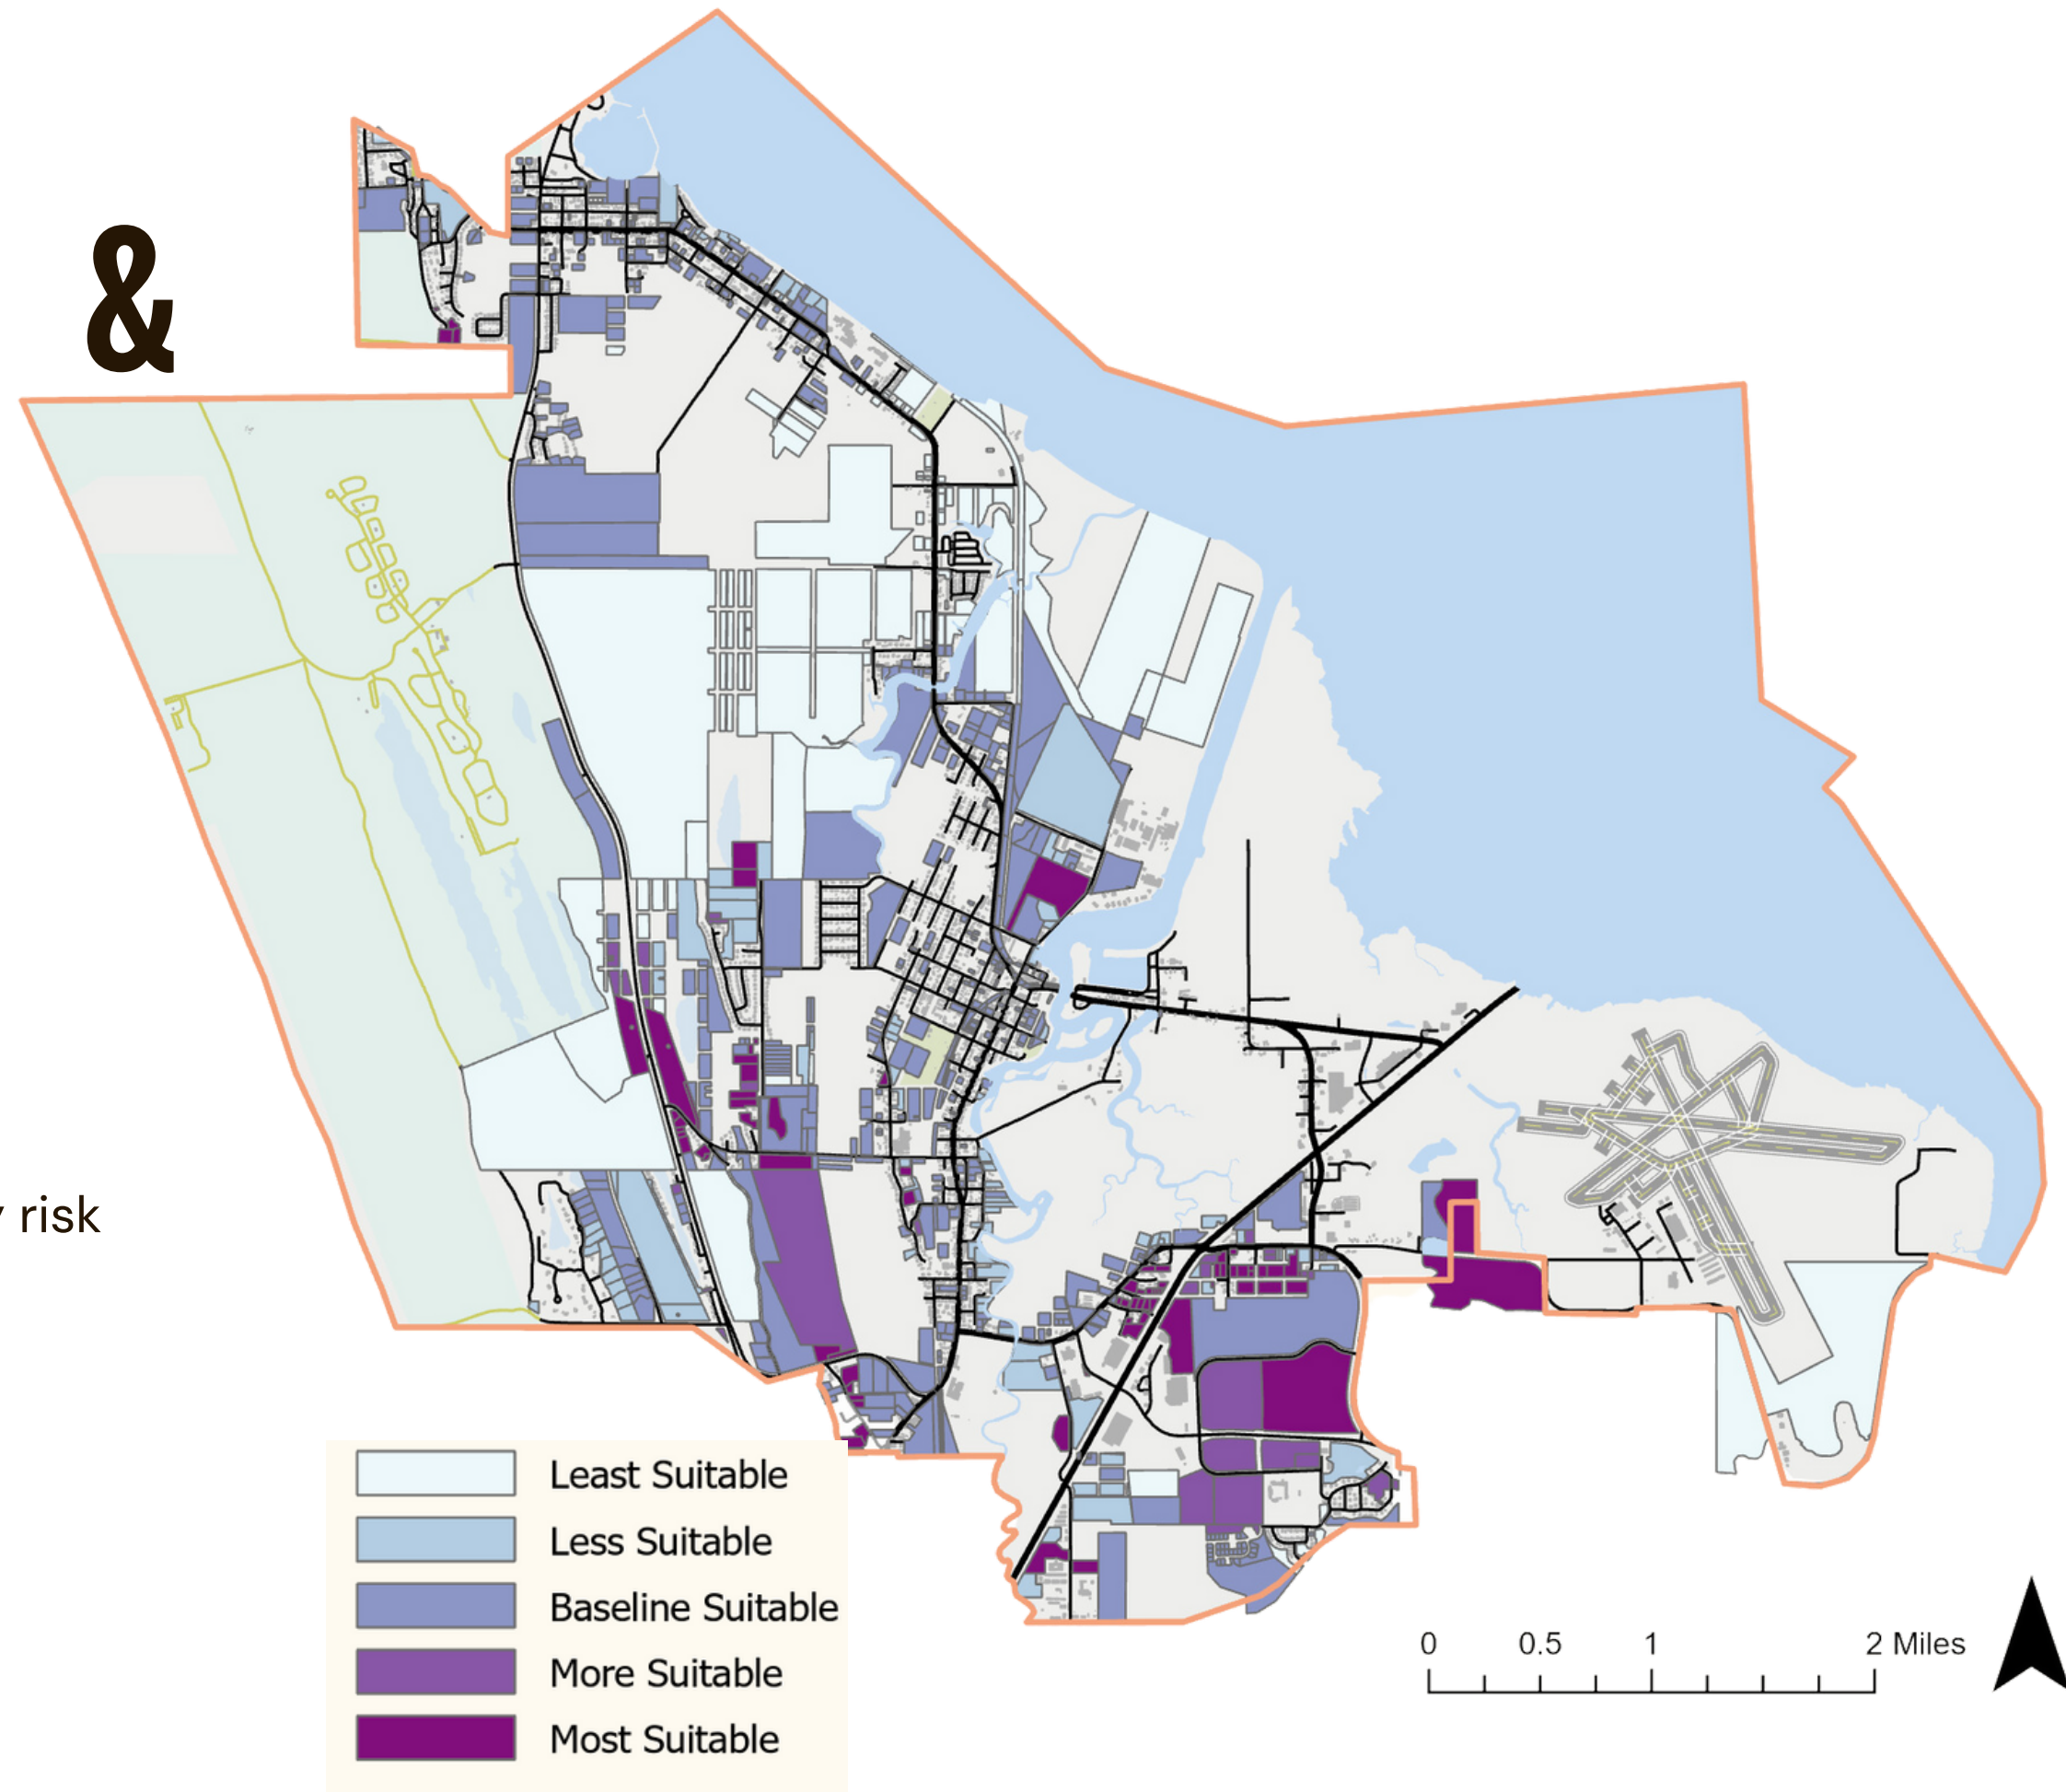 &
y risk
Least Suitable
Less Suitable
Baseline Suitable
More Suitable
Most Suitable
0 0.5 1 2 Miles